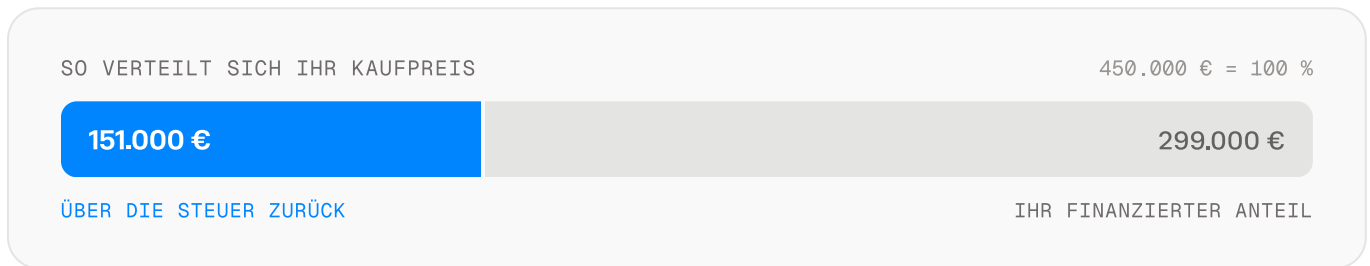 SO VERTEILT SICH IHR KAUFPREIS
450.000 € = 100 %
151.000 €
299.000 €
ÜBER DIE STEUER ZURÜCK
IHR FINANZIERTER ANTEIL